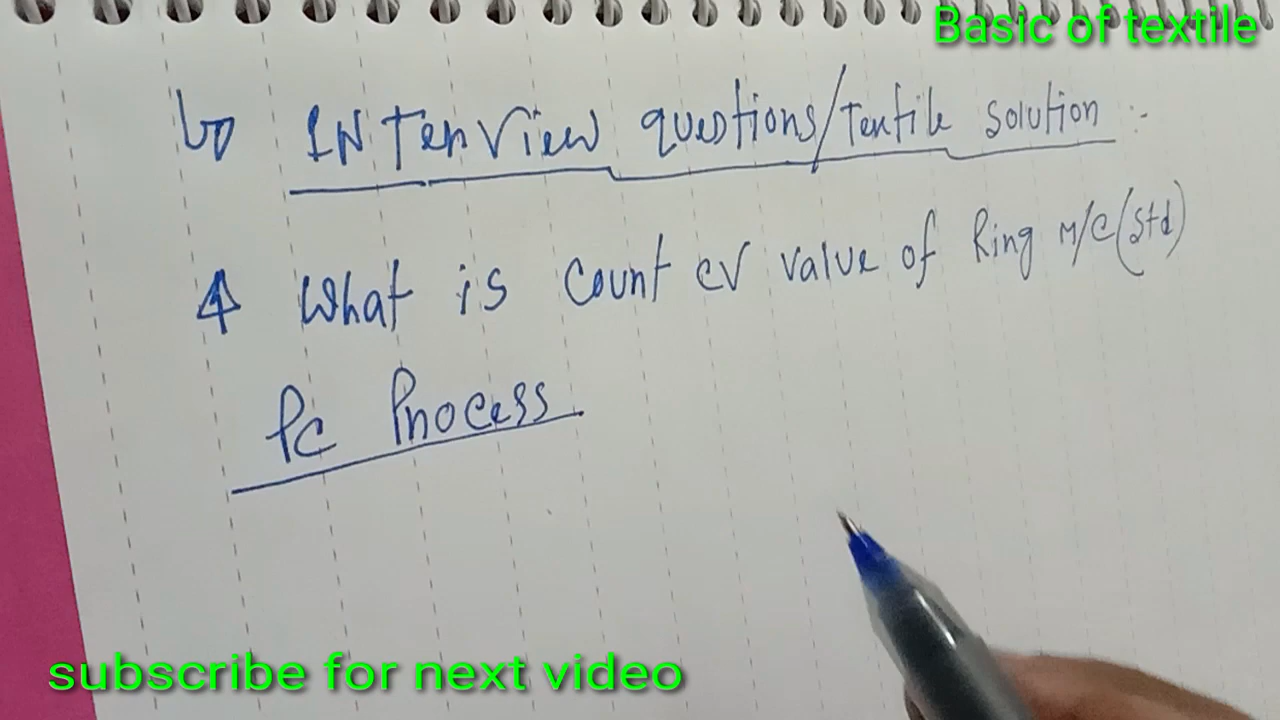 Basic of textile
INTERVIEW questions/Textile solution :-
What is Count CV value of Ring M/C (Std)
PC Process
subscribe for next video